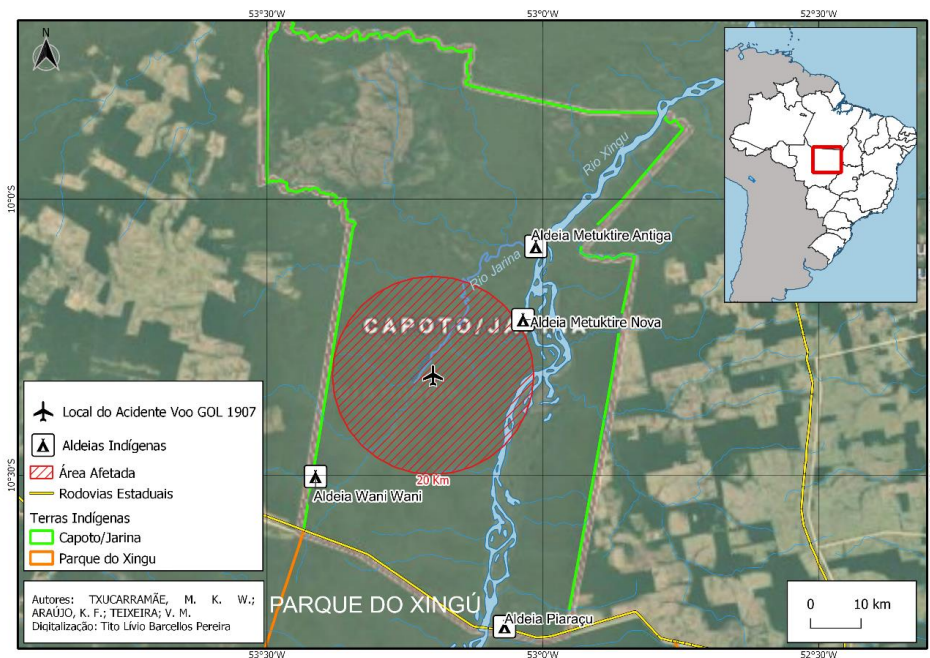 53°30'W
53°0'W
52°30'W
N
10°0'S
10°30'S
Rio Xingu
Aldeia Metuktire Antiga
Rio Jarina
CAPOTO/JA
Aldeia Metuktire Nova
20 Km
Aldeia Wani Wani
PARQUE DO XINGÚ
Aldeia Piaraçu
Local do Acidente Voo GOL 1907
Aldeias Indígenas
Área Afetada
Rodovias Estaduais
Terras Indígenas
Capoto/Jarina
Parque do Xingu
Autores: TXUCARRAMÃE, M. K. W.;
ARAÚJO, K. F.; TEIXEIRA; V. M.
Digitalização: Tito Lívio Barcellos Pereira
0 10 km
53°30'W
53°0'W
52°30'W